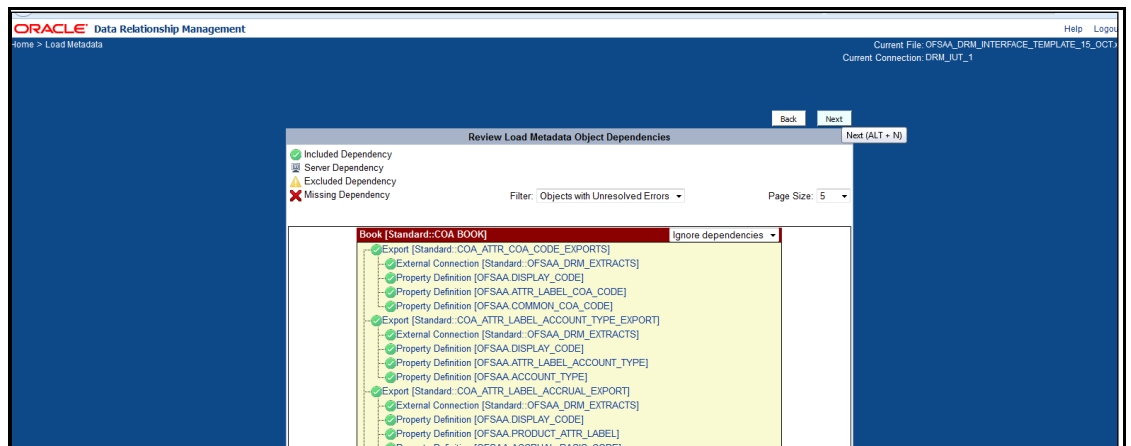 ORACLE Data Relationship Management
Help Logou
Home > Load Metadata
Current File: OFSAA_DRM_INTERFACE_TEMPLATE_15_OCT.x
Current Connection: DRM_IUT_1
Back Next
Next (ALT + N)
Review Load Metadata Object Dependencies
Included Dependency
Server Dependency
Excluded Dependency
Missing Dependency
Filter: Objects with Unresolved Errors
Page Size: 5
Book [Standard::COA BOOK]
Ignore dependencies
Export [Standard::COA_ATTR_COA_CODE_EXPORTS]
External Connection [Standard::OFSAA_DRM_EXTRACTS]
Property Definition [OFSAA.DISPLAY_CODE]
Property Definition [OFSAA.ATTR_LABEL_COA_CODE]
Property Definition [OFSAA.COMMON_COA_CODE]
Export [Standard::COA_ATTR_LABEL_ACCOUNT_TYPE_EXPORT]
External Connection [Standard::OFSAA_DRM_EXTRACTS]
Property Definition [OFSAA.DISPLAY_CODE]
Property Definition [OFSAA.ATTR_LABEL_ACCOUNT_TYPE]
Property Definition [OFSAA.ACCOUNT_TYPE]
Export [Standard::COA_ATTR_LABEL_ACCRUAL_EXPORT]
External Connection [Standard::OFSAA_DRM_EXTRACTS]
Property Definition [OFSAA.DISPLAY_CODE]
Property Definition [OFSAA.PRODUCT_ATTR_LABEL]
Property Definition [OFSAA.ACCRUAL_BASIS_CODE]